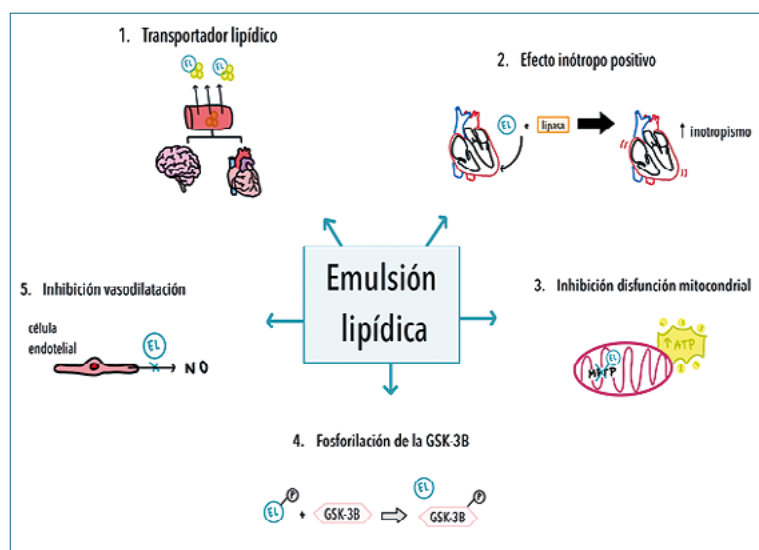 1. Transportador lipídico
EL EL
2. Efecto inótropo positivo
EL + lipasa ↑ inotropismo
Emulsión
lipídica
3. Inhibición disfunción mitocondrial
↑ ATP
EL
MPTP
4. Fosforilación de la GSK-3B
EL P + GSK-3B EL GSK-3B P
5. Inhibición vasodilatación
célula
endotelial
EL
NO